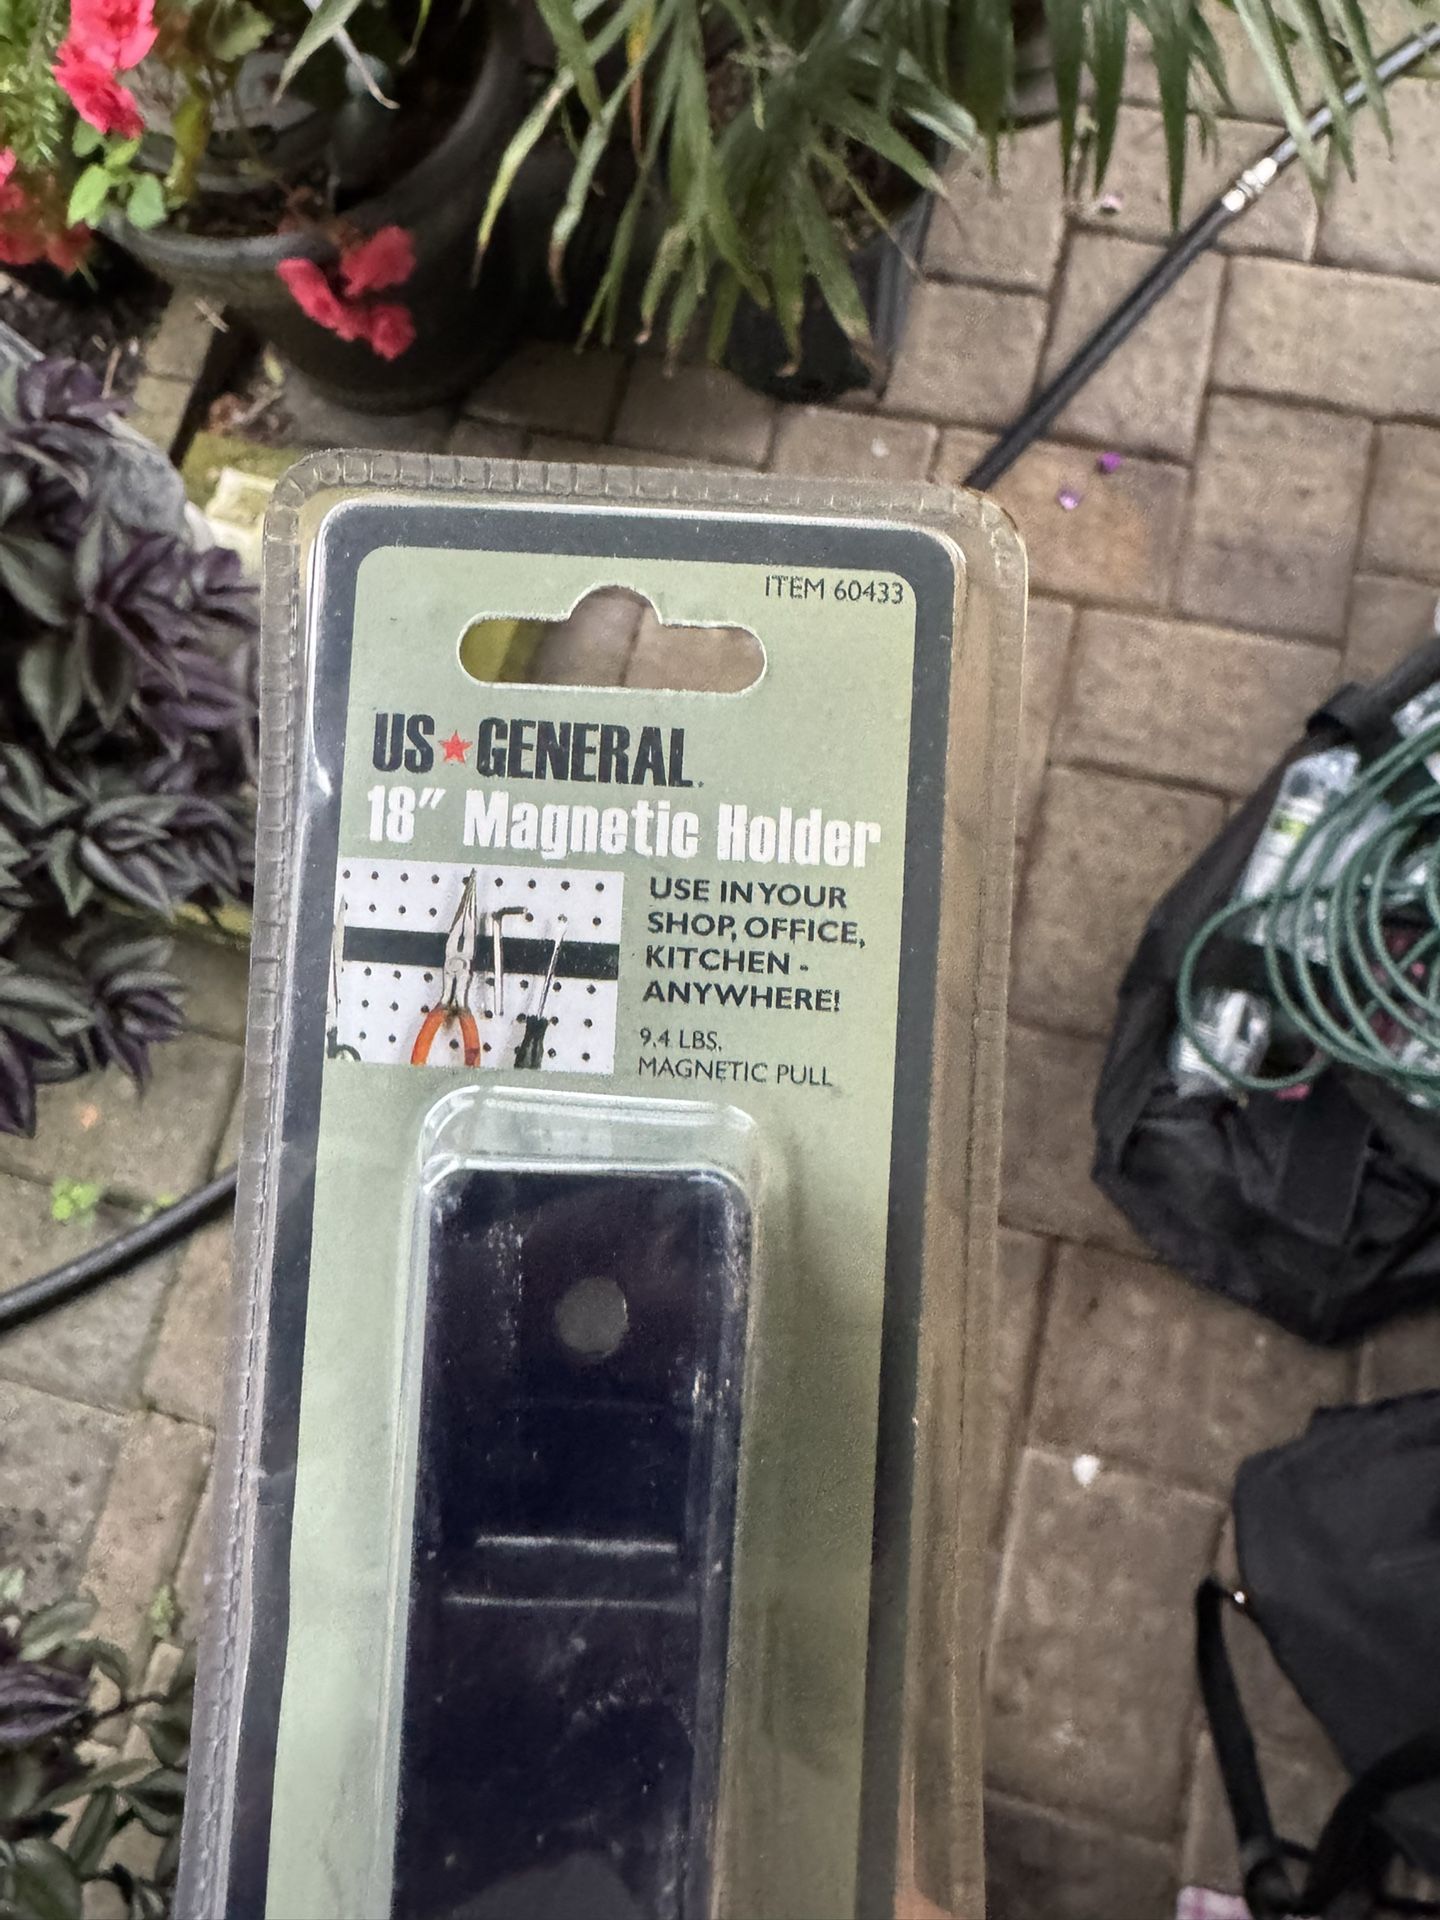 ITEM 60433
US★GENERAL.
18" Magnetic Holder
USE IN YOUR
SHOP, OFFICE,
KITCHEN -
ANYWHERE!
9.4 LBS.
MAGNETIC PULL